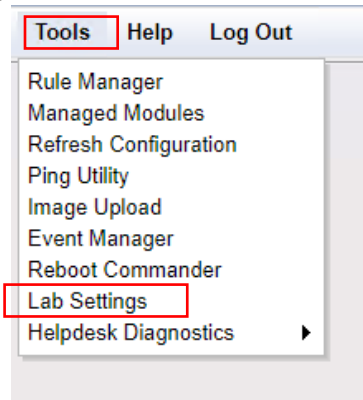 Tools Help Log Out
Rule Manager
Managed Modules
Refresh Configuration
Ping Utility
Image Upload
Event Manager
Reboot Commander
Lab Settings
Helpdesk Diagnostics